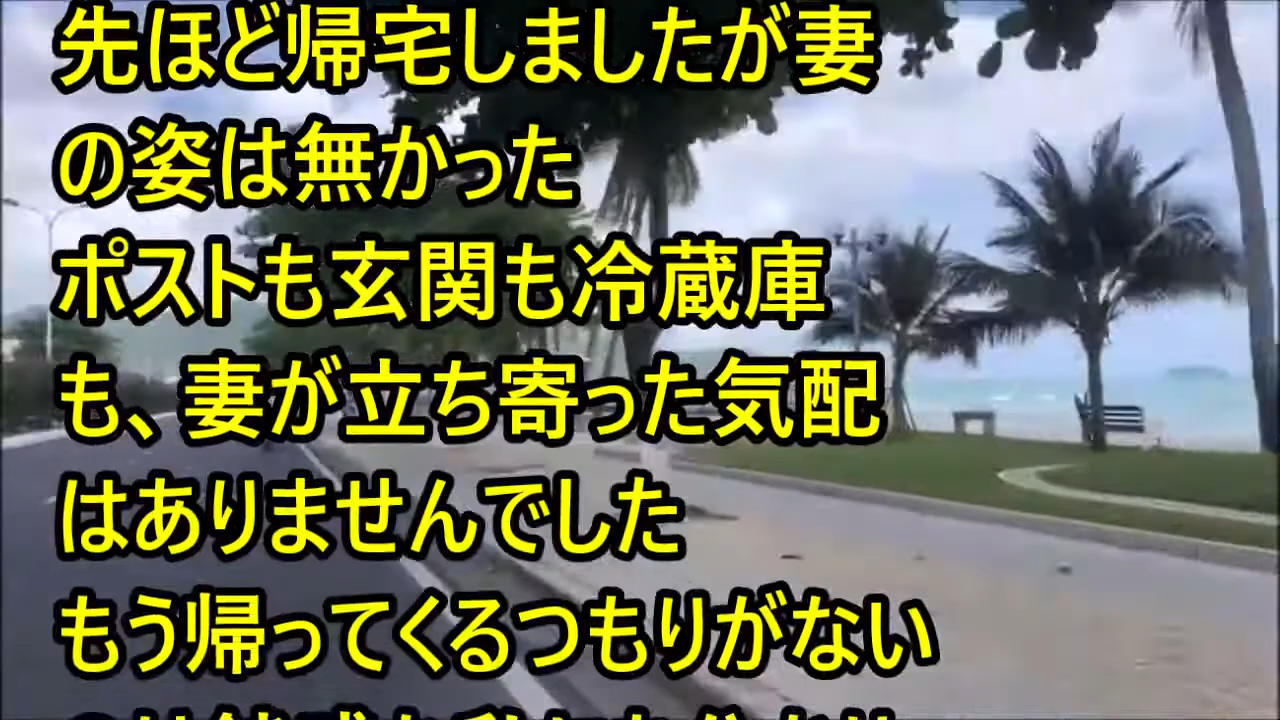 先ほど帰宅しましたが妻
の姿は無かった
ポストも玄関も冷蔵庫
も、妻が立ち寄った気配
はありませんでした
もう帰ってくるつもりがない